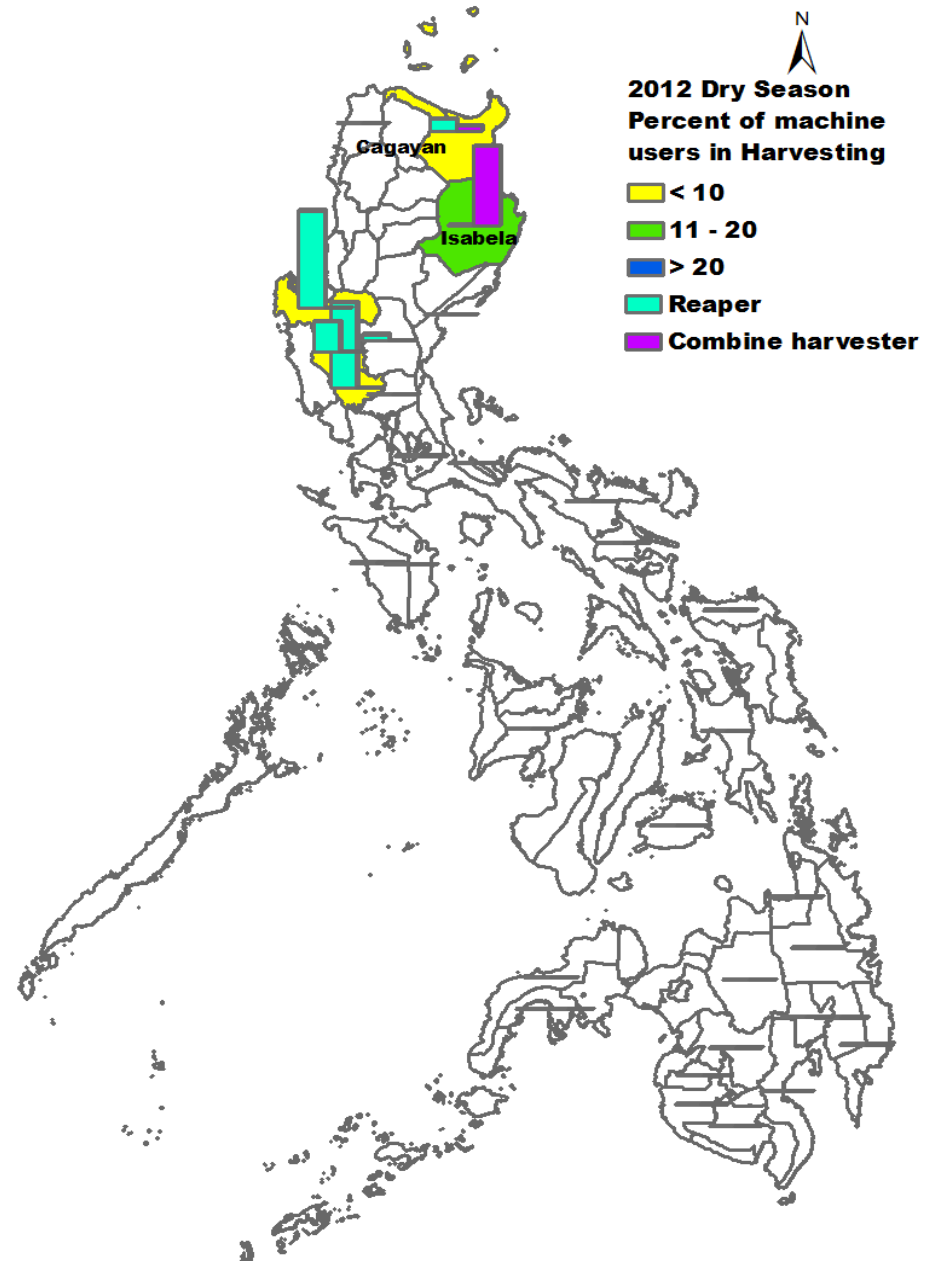 N
2012 Dry Season
Percent of machine
users in Harvesting
< 10
11 - 20
> 20
Reaper
Combine harvester
Cagayan
Isabela